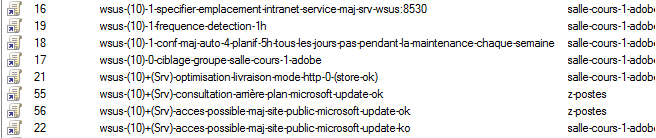 16 wsus-(10)-1-specifier-emplacement-intranet-service-maj-srv-wsus:8530 salle-cours-1-adobe
19 wsus-(10)-1-frequence-detection-1h salle-cours-1-adobe
18 wsus-(10)-1-conf-maj-auto-4-planif-5h-tous-les-jours-pas-pendant-la-maintenance-chaque-semaine salle-cours-1-adobe
17 wsus-(10)-0-ciblage-groupe-salle-cours-1-adobe salle-cours-1-adobe
21 wsus-(10)+(Srv)-optimisation-livraison-mode-http-0-(store-ok) salle-cours-1-adobe
55 wsus-(10)+(Srv)-consultation-arrière-plan-microsoft-update-ok z-postes
56 wsus-(10)+(Srv)-acces-possible-maj-site-public-microsoft-update-ok z-postes
22 wsus-(10)+(Srv)-acces-possible-maj-site-public-microsoft-update-ko salle-cours-1-adobe